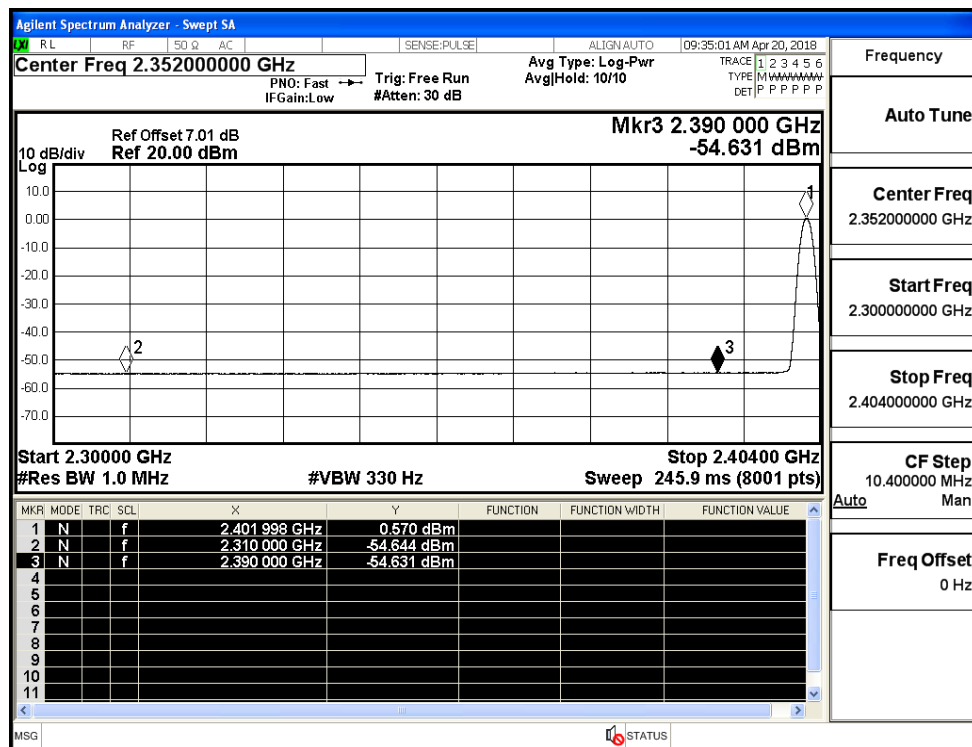 Agilent Spectrum Analyzer - Swept SA
LXI RL RF 50 Ω AC SENSE:PULSE ALIGN AUTO 09:35:01 AM Apr 20, 2018
Center Freq 2.352000000 GHz
PNO: Fast
IFGain:Low
Trig: Free Run
#Atten: 30 dB
Avg Type: Log-Pwr
Avg|Hold: 10/10
TRACE 1 2 3 4 5 6
TYPE M W W W W W
DET P P P P P P
Mkr3 2.390 000 GHz
-54.631 dBm
Ref Offset 7.01 dB
10 dB/div Ref 20.00 dBm
Log
10.0
0.00
-10.0
-20.0
-30.0
-40.0
-50.0
-60.0
-70.0
1
2
3
Start 2.30000 GHz Stop 2.40400 GHz
#Res BW 1.0 MHz #VBW 330 Hz Sweep 245.9 ms (8001 pts)
MKR MODE TRC SCL X Y FUNCTION FUNCTION WIDTH FUNCTION VALUE
1 N f 2.401 998 GHz 0.570 dBm
2 N f 2.310 000 GHz -54.644 dBm
3 N f 2.390 000 GHz -54.631 dBm
4
5
6
7
8
9
10
11
MSG STATUS
Frequency
Auto Tune
Center Freq
2.352000000 GHz
Start Freq
2.300000000 GHz
Stop Freq
2.404000000 GHz
CF Step
10.400000 MHz
Auto Man
Freq Offset
0 Hz